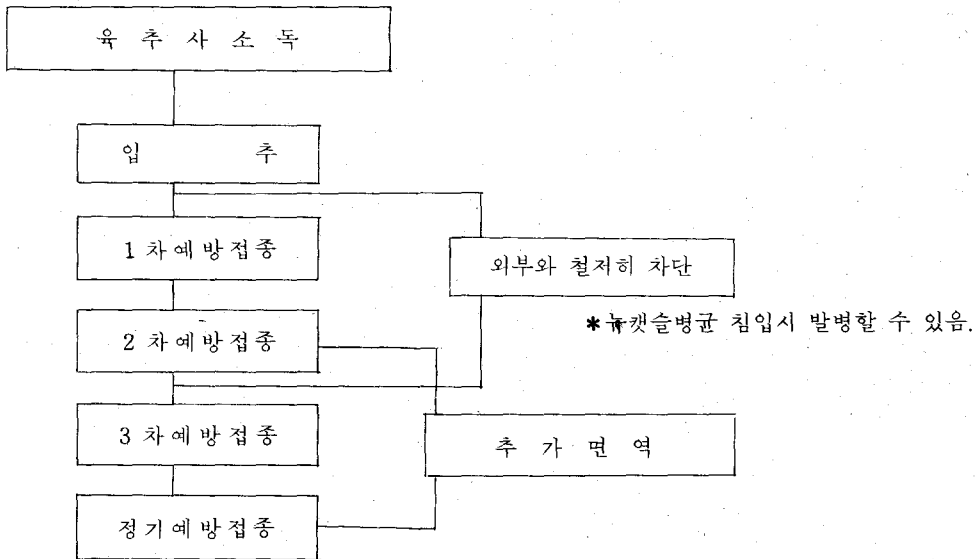 육 추 사 소 독
입 추
1 차 예 방 접 종
외부와 철저히 차단
*뉴캣슬병균 침입시 발병할 수 있음.
2 차 예 방 접 종
3 차 예 방 접 종
추 가 면 역
정 기 예 방 접 종